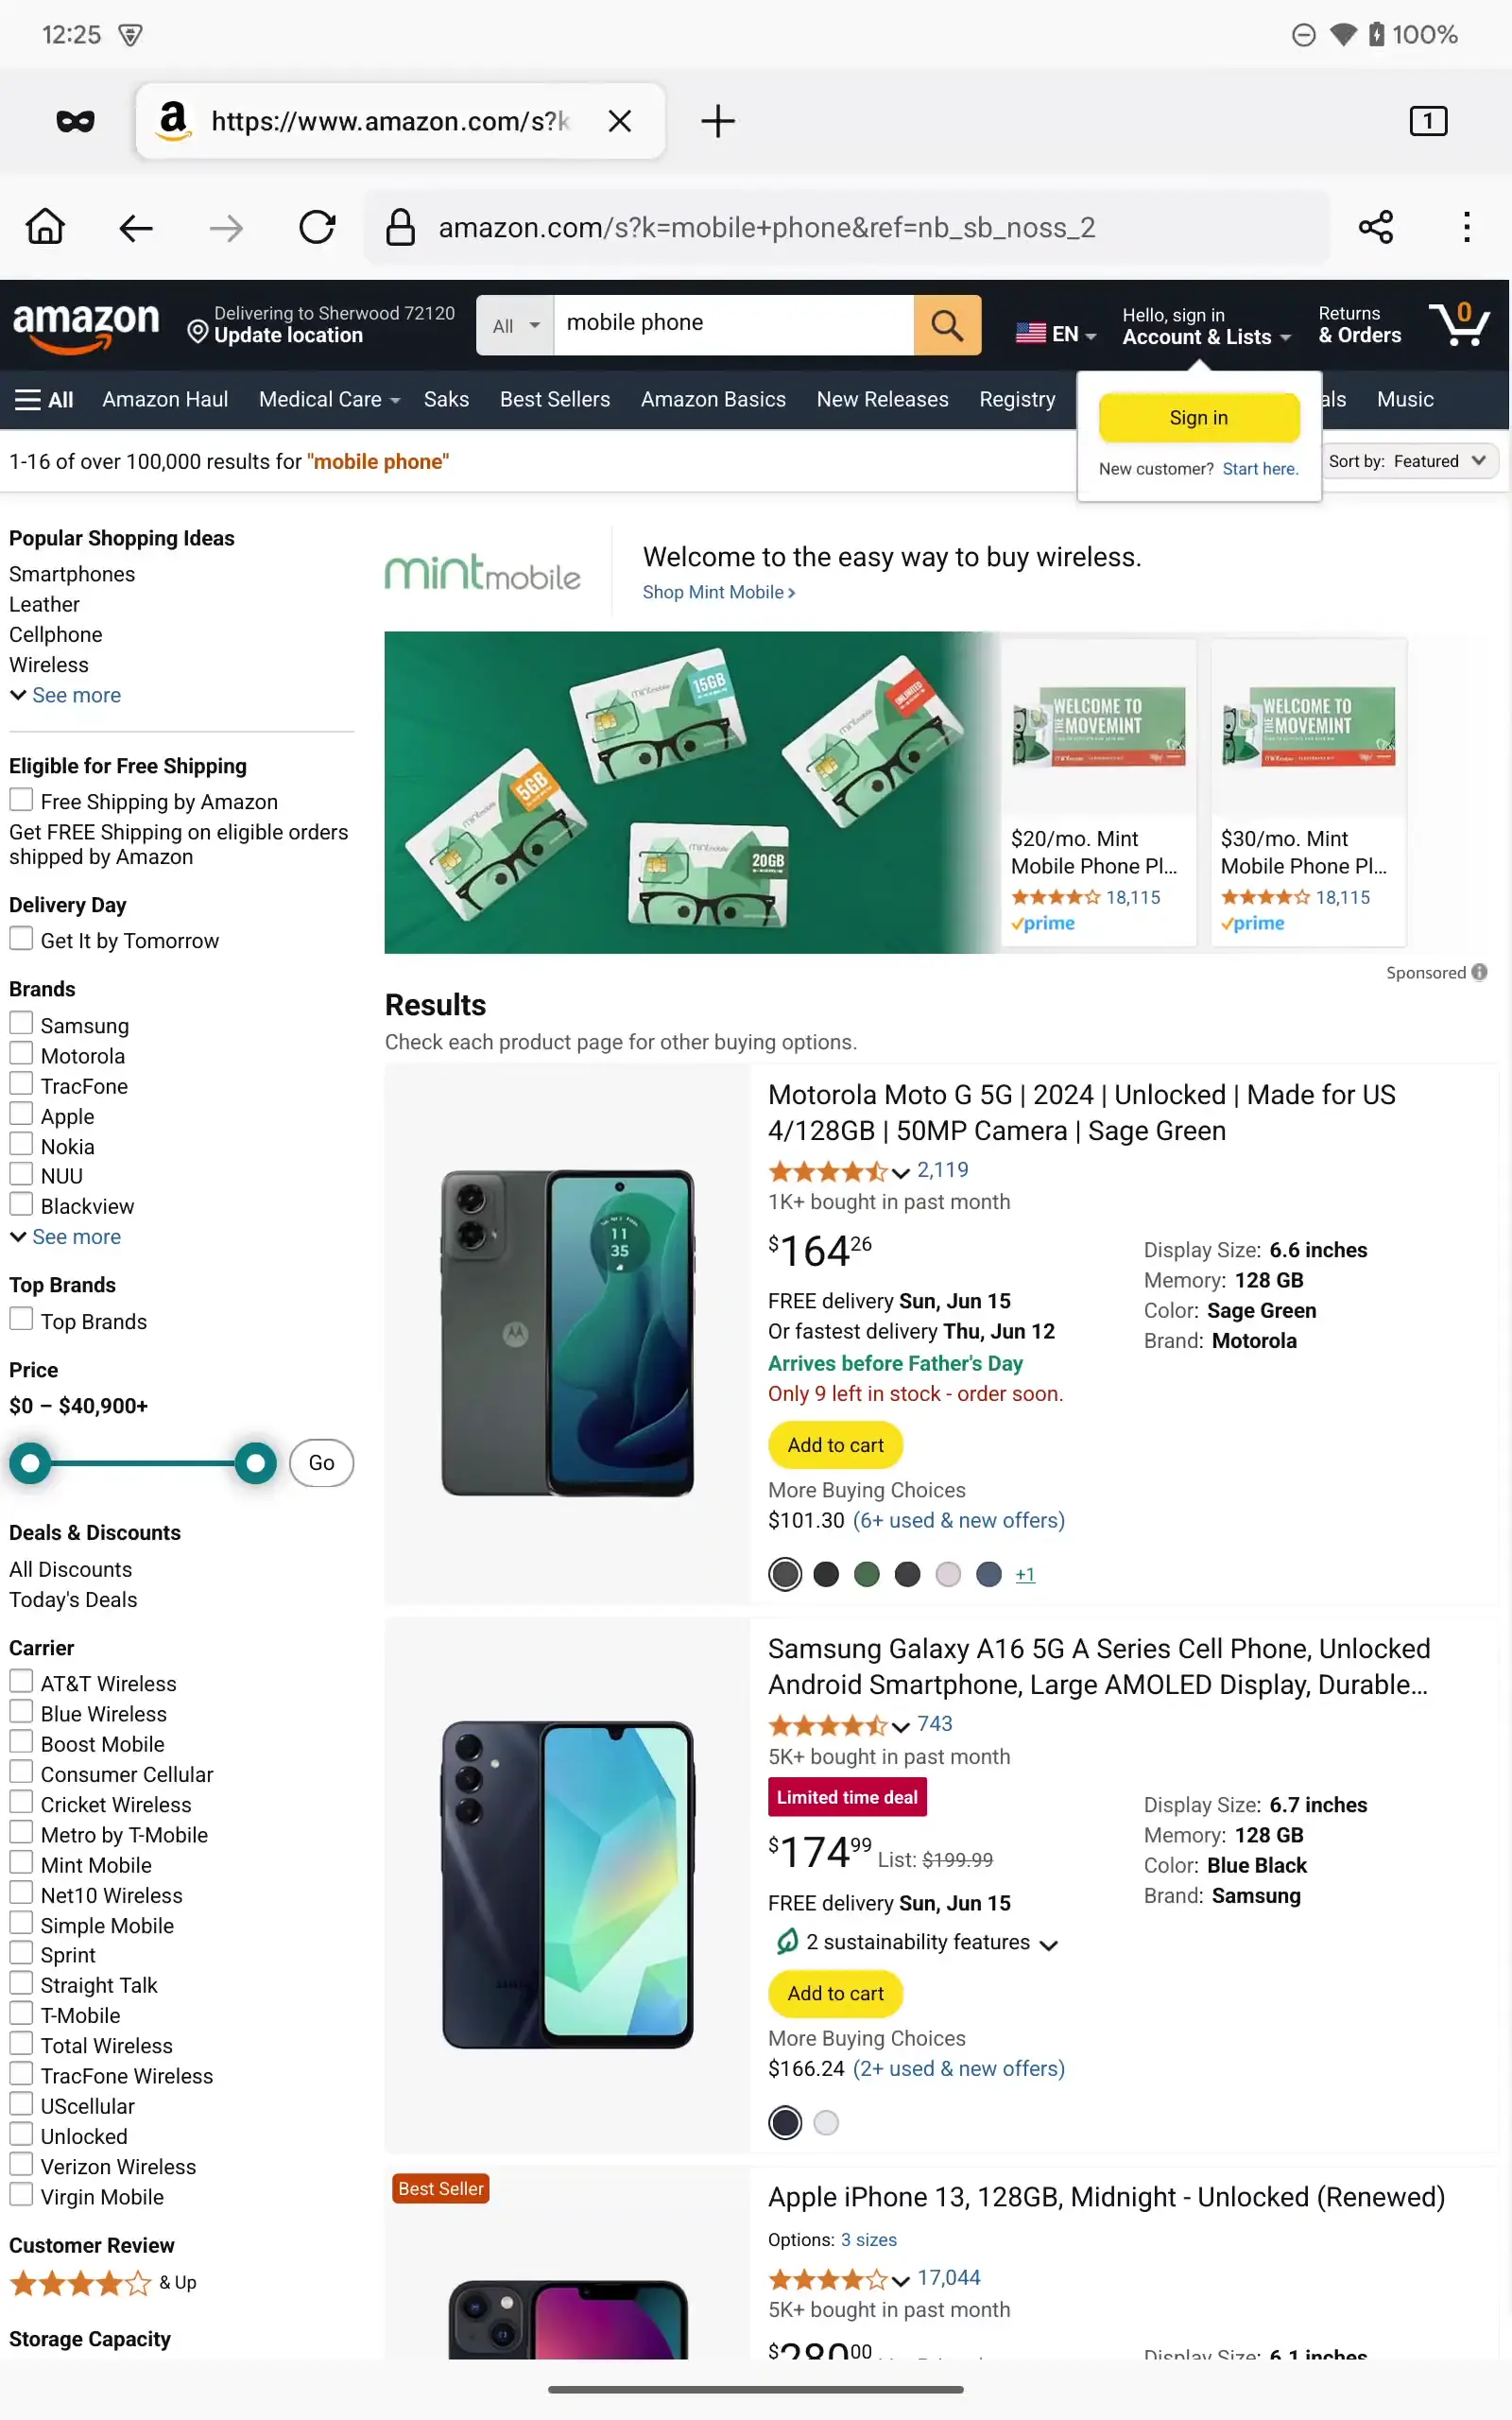 12:25
100%
https://www.amazon.com/s?k
1
amazon.com/s?k=mobile+phone&ref=nb_sb_noss_2
amazon
Delivering to Sherwood 72120
Update location
All
mobile phone
EN
Hello, sign in
Account & Lists
Returns
& Orders
0
All
Amazon Haul
Medical Care
Saks
Best Sellers
Amazon Basics
New Releases
Registry
als
Music
Sign in
New customer? Start here.
1-16 of over 100,000 results for "mobile phone"
Sort by: Featured
Popular Shopping Ideas
Smartphones
Leather
Cellphone
Wireless
See more
Eligible for Free Shipping
Free Shipping by Amazon
Get FREE Shipping on eligible orders
shipped by Amazon
Delivery Day
Get It by Tomorrow
Brands
Samsung
Motorola
TracFone
Apple
Nokia
NUU
Blackview
See more
Top Brands
Top Brands
Price
$0 – $40,900+
Go
Deals & Discounts
All Discounts
Today's Deals
Carrier
AT&T Wireless
Blue Wireless
Boost Mobile
Consumer Cellular
Cricket Wireless
Metro by T-Mobile
Mint Mobile
Net10 Wireless
Simple Mobile
Sprint
Straight Talk
T-Mobile
Total Wireless
TracFone Wireless
UScellular
Unlocked
Verizon Wireless
Virgin Mobile
Customer Review
& Up
Storage Capacity
mint mobile
Welcome to the easy way to buy wireless.
Shop Mint Mobile
15GB
UNLIMITED
5GB
20GB
WELCOME TO
THE MOVEMINT
$20/mo. Mint
Mobile Phone Pl...
18,115
prime
WELCOME TO
THE MOVEMINT
$30/mo. Mint
Mobile Phone Pl...
18,115
prime
Sponsored
Results
Check each product page for other buying options.
11
35
Motorola Moto G 5G | 2024 | Unlocked | Made for US
4/128GB | 50MP Camera | Sage Green
2,119
1K+ bought in past month
$164 26
FREE delivery Sun, Jun 15
Or fastest delivery Thu, Jun 12
Arrives before Father's Day
Only 9 left in stock - order soon.
Add to cart
More Buying Choices
$101.30 (6+ used & new offers)
+1
Display Size: 6.6 inches
Memory: 128 GB
Color: Sage Green
Brand: Motorola
Samsung Galaxy A16 5G A Series Cell Phone, Unlocked
Android Smartphone, Large AMOLED Display, Durable...
743
5K+ bought in past month
Limited time deal
$174 99 List: $199.99
FREE delivery Sun, Jun 15
2 sustainability features
Add to cart
More Buying Choices
$166.24 (2+ used & new offers)
Display Size: 6.7 inches
Memory: 128 GB
Color: Blue Black
Brand: Samsung
Best Seller
Apple iPhone 13, 128GB, Midnight - Unlocked (Renewed)
Options: 3 sizes
17,044
5K+ bought in past month
$280 00
Display Size: 6.1 inches